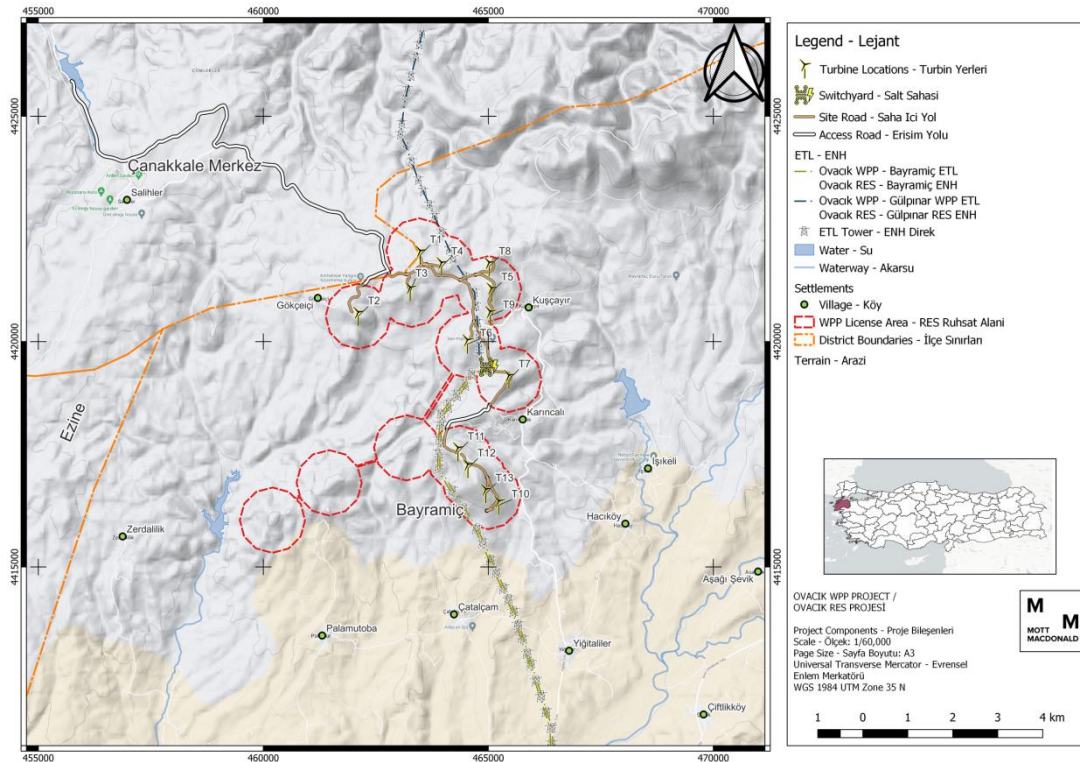 455000
460000
465000
470000
4425000
4425000
Çanakkale Merkez
Salihler
T1
T4
T8
T3
T5
T2
T9
Gökçeiçi
Kuşçayır
4420000
4420000
T6
T7
Ezine
Karıncalı
T11
T12
Işıkeli
T13
T10
Bayramiç
Hacıköy
Zerdalilik
4415000
4415000
Aşağı Şevik
Çatalçam
Palamutoba
Yiğitaliler
Çiftlikköy
455000
460000
465000
470000
Legend - Lejant
Turbine Locations - Turbin Yerleri
Switchyard - Salt Sahasi
Site Road - Saha Ici Yol
Access Road - Erisim Yolu
ETL - ENH
Ovacık WPP - Bayramiç ETL
Ovacık RES - Bayramiç ENH
Ovacık WPP - Gülpınar WPP ETL
Ovacık RES - Gülpınar RES ENH
ETL Tower - ENH Direk
Water - Su
Waterway - Akarsu
Settlements
Village - Köy
WPP License Area - RES Ruhsat Alani
District Boundaries - İlçe Sınırları
Terrain - Arazi
OVACIK WPP PROJECT /
OVACIK RES PROJESİ
Project Components - Proje Bileşenleri
Scale - Ölçek: 1/60,000
Page Size - Sayfa Boyutu: A3
Universal Transverse Mercator - Evrensel
Enlem Merkatörü
WGS 1984 UTM Zone 35 N
M
M
MOTT
MACDONALD
1 0 1 2 3 4 km